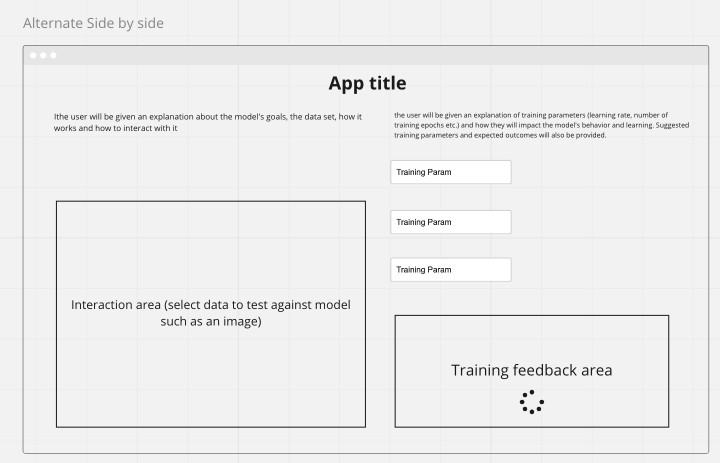 Alternate Side by side
App title
Ithe user will be given an explanation about the model's goals, the data set, how it
works and how to interact with it
the user will be given an explanation of training parameters (learning rate, number of
training epochs etc.) and how they will impact the model's behavior and learning. Suggested
training parameters and expected outcomes will also be provided.
Training Param
Training Param
Training Param
Interaction area (select data to test against model
such as an image)
Training feedback area